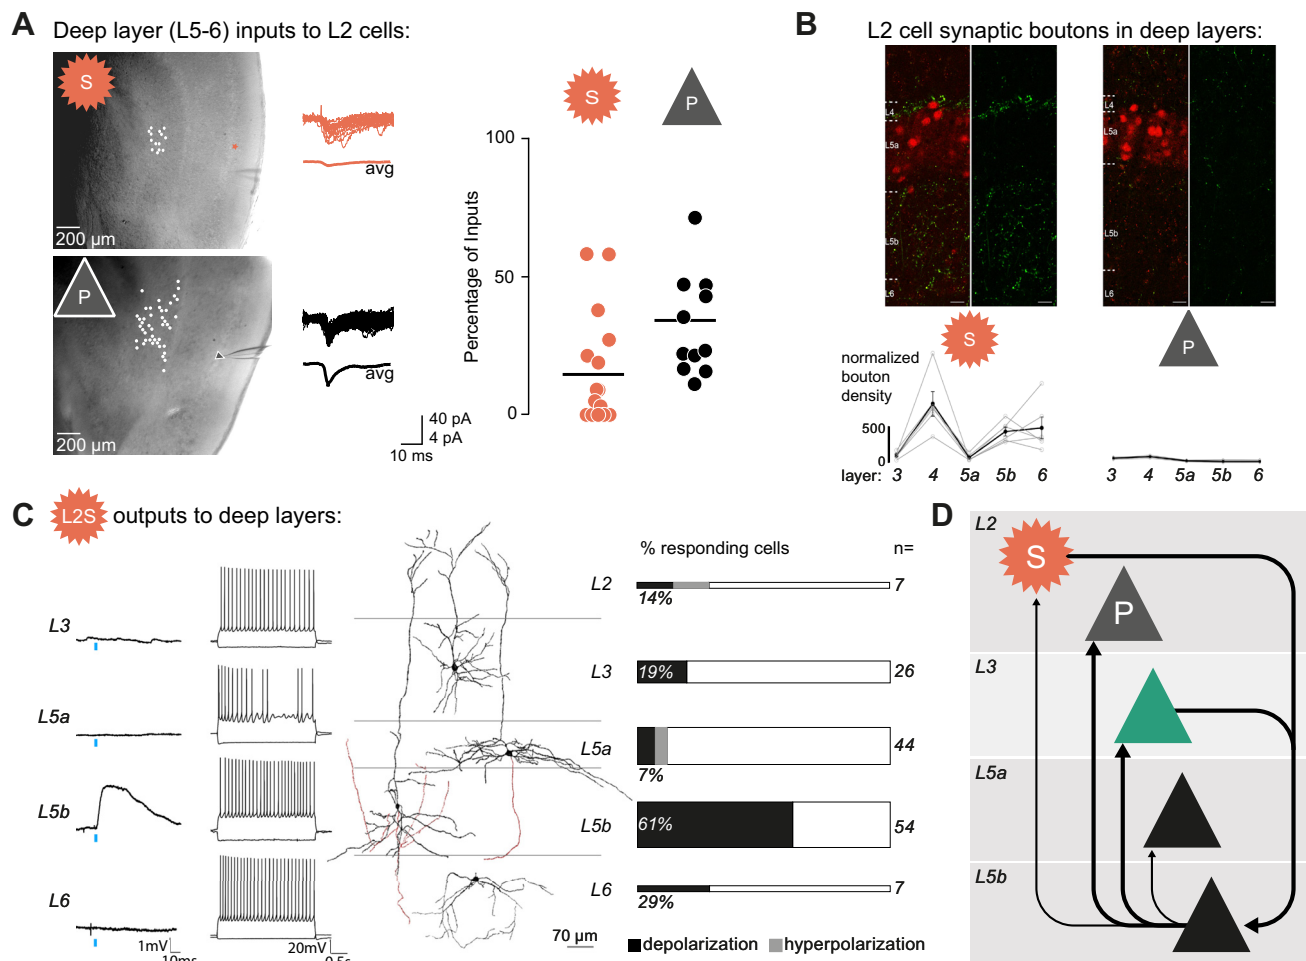 A Deep layer (L5-6) inputs to L2 cells:
S
200 µm
P
200 µm
avg
avg
40 pA
4 pA
10 ms
S
P
Percentage of Inputs
100
50
0
B L2 cell synaptic boutons in deep layers:
L4
L5a
L5b
L6
L4
L5a
L5b
L6
S
P
normalized
bouton
density
500
0
layer: 3 4 5a 5b 6
3 4 5a 5b 6
C L2S outputs to deep layers:
L3
L5a
L5b
L6
1mV
10ms
20mV
0.5s
70 µm
% responding cells n=
L2 14% 7
L3 19% 26
L5a 7% 44
L5b 61% 54
L6 29% 7
depolarization hyperpolarization
D
L2
S
P
L3
L5a
L5b